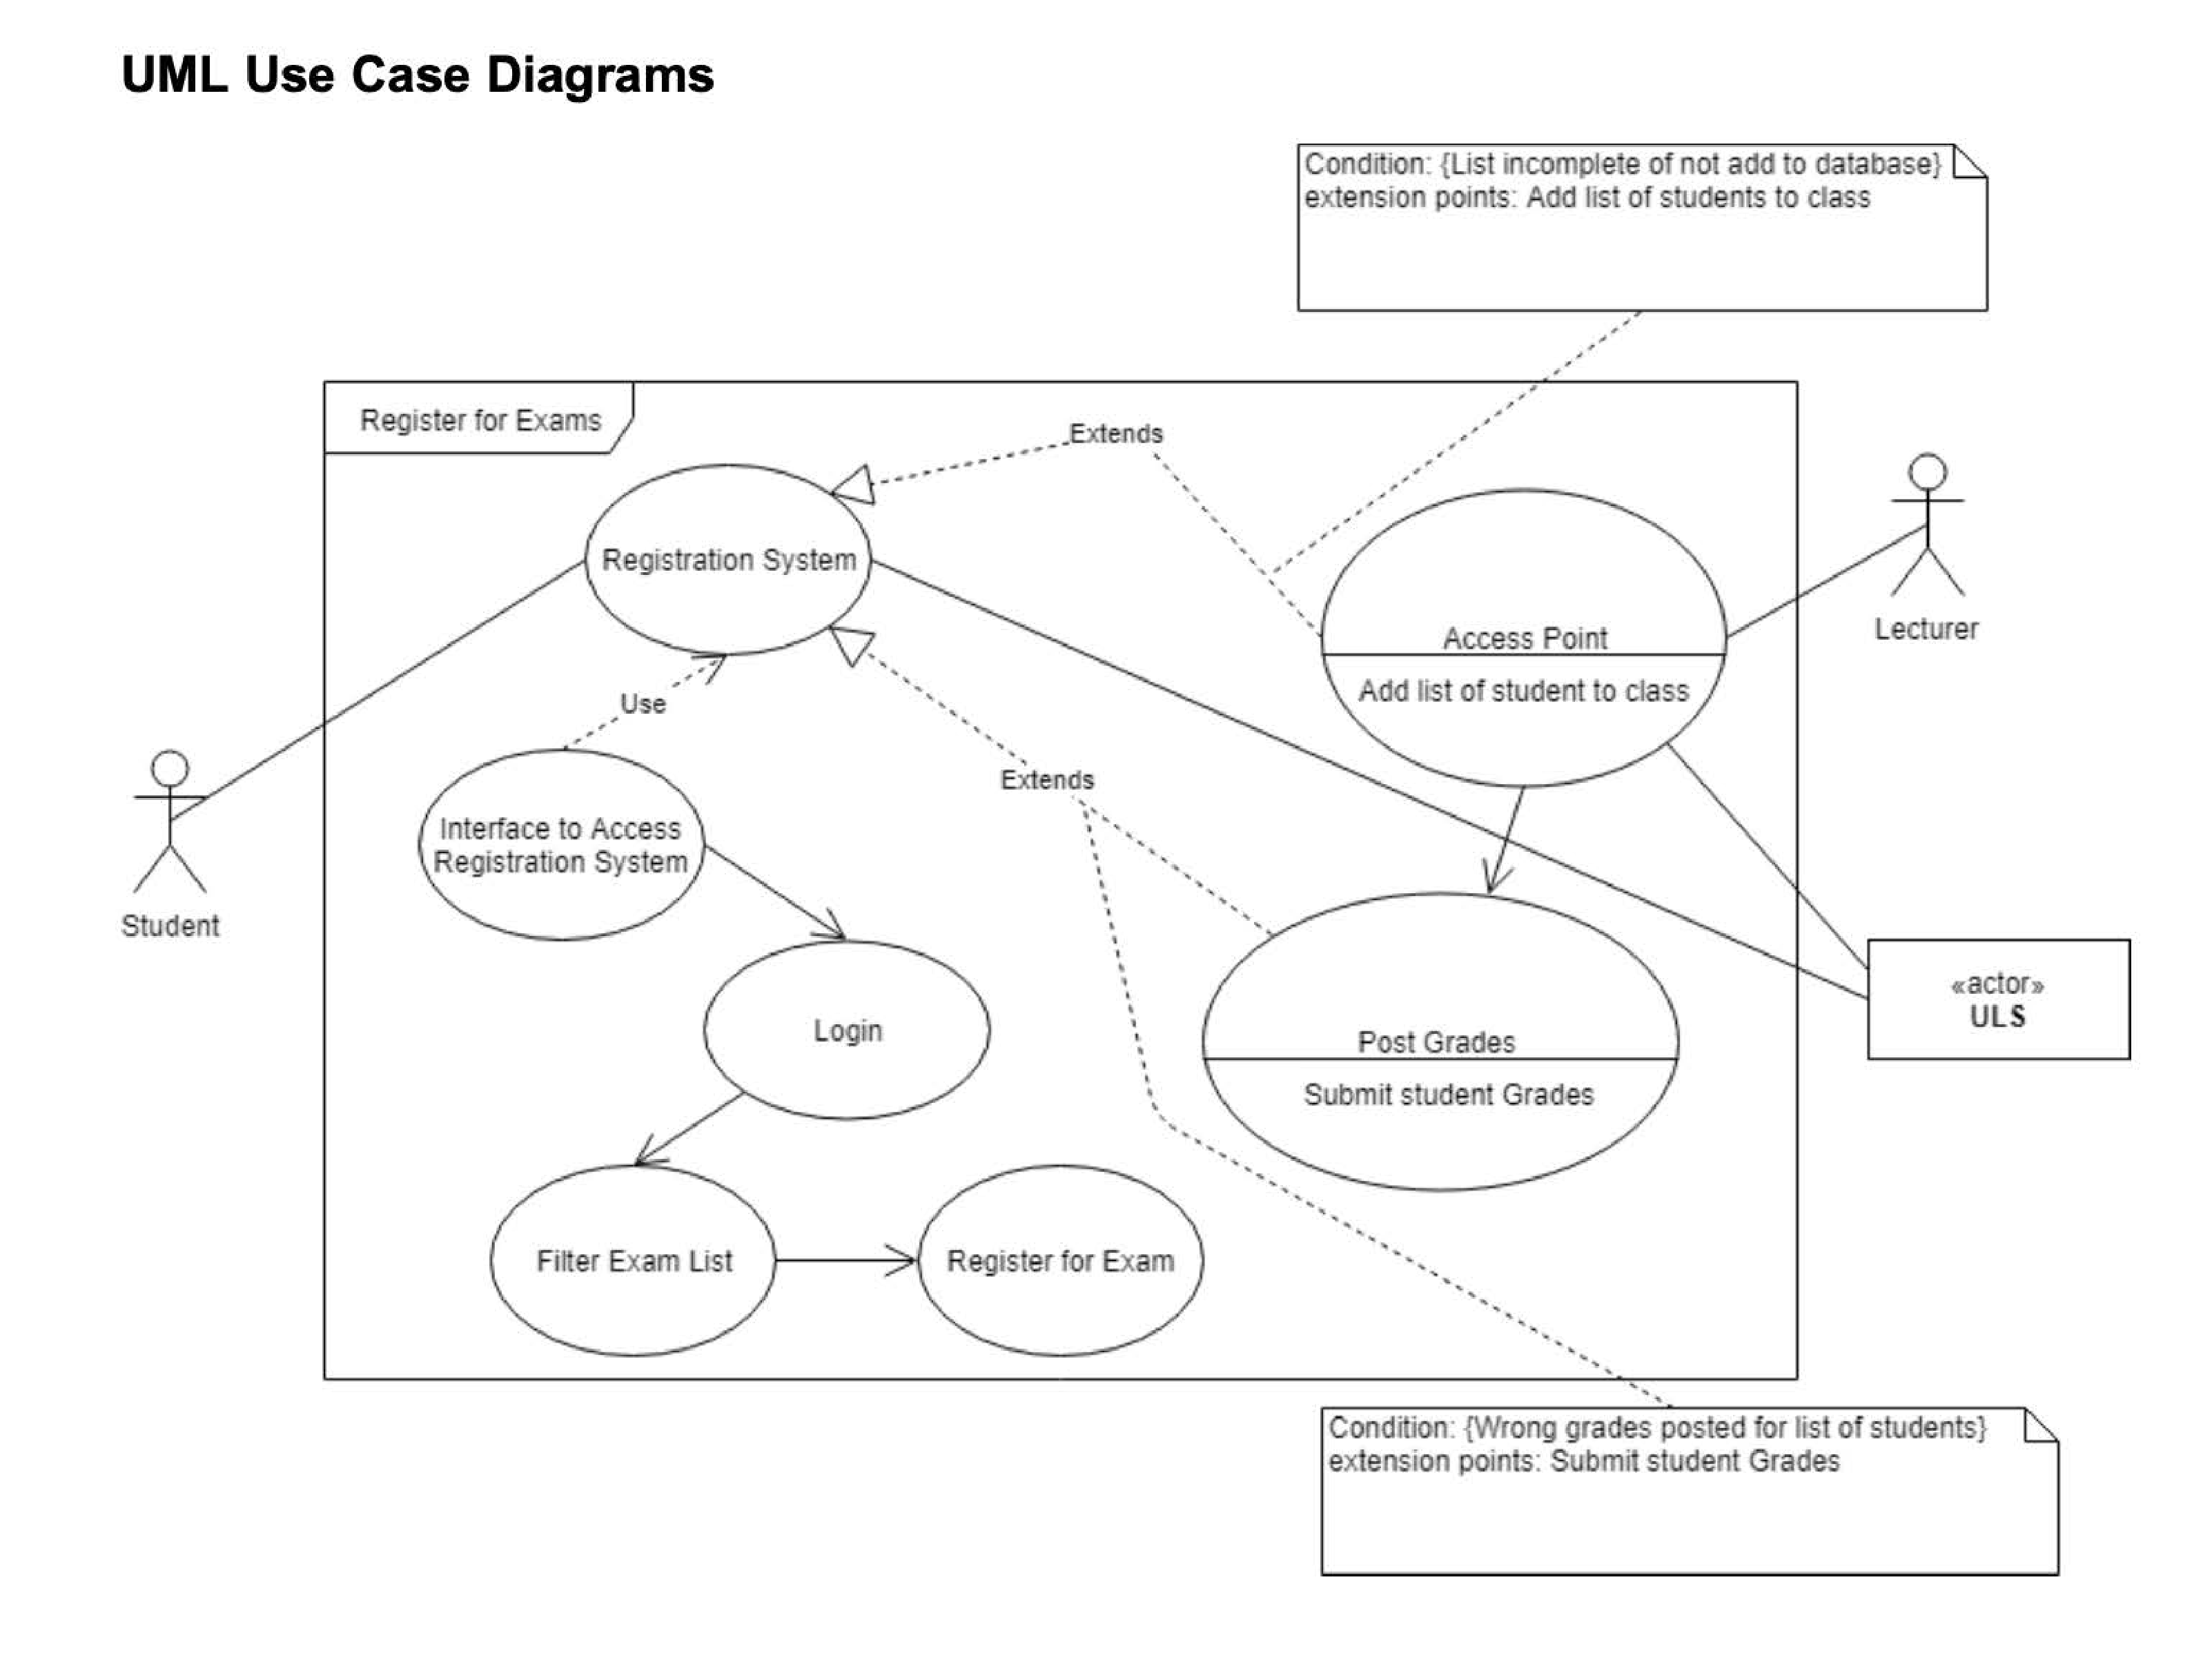 UML Use Case Diagrams
Condition: {List incomplete of not add to database}
extension points: Add list of students to class
Register for Exams
Extends
Registration System
Access Point
Add list of student to class
Lecturer
Use
Extends
Interface to Access
Registration System
Student
Login
«actor»
ULS
Post Grades
Submit student Grades
Filter Exam List
Register for Exam
Condition: {Wrong grades posted for list of students}
extension points: Submit student Grades